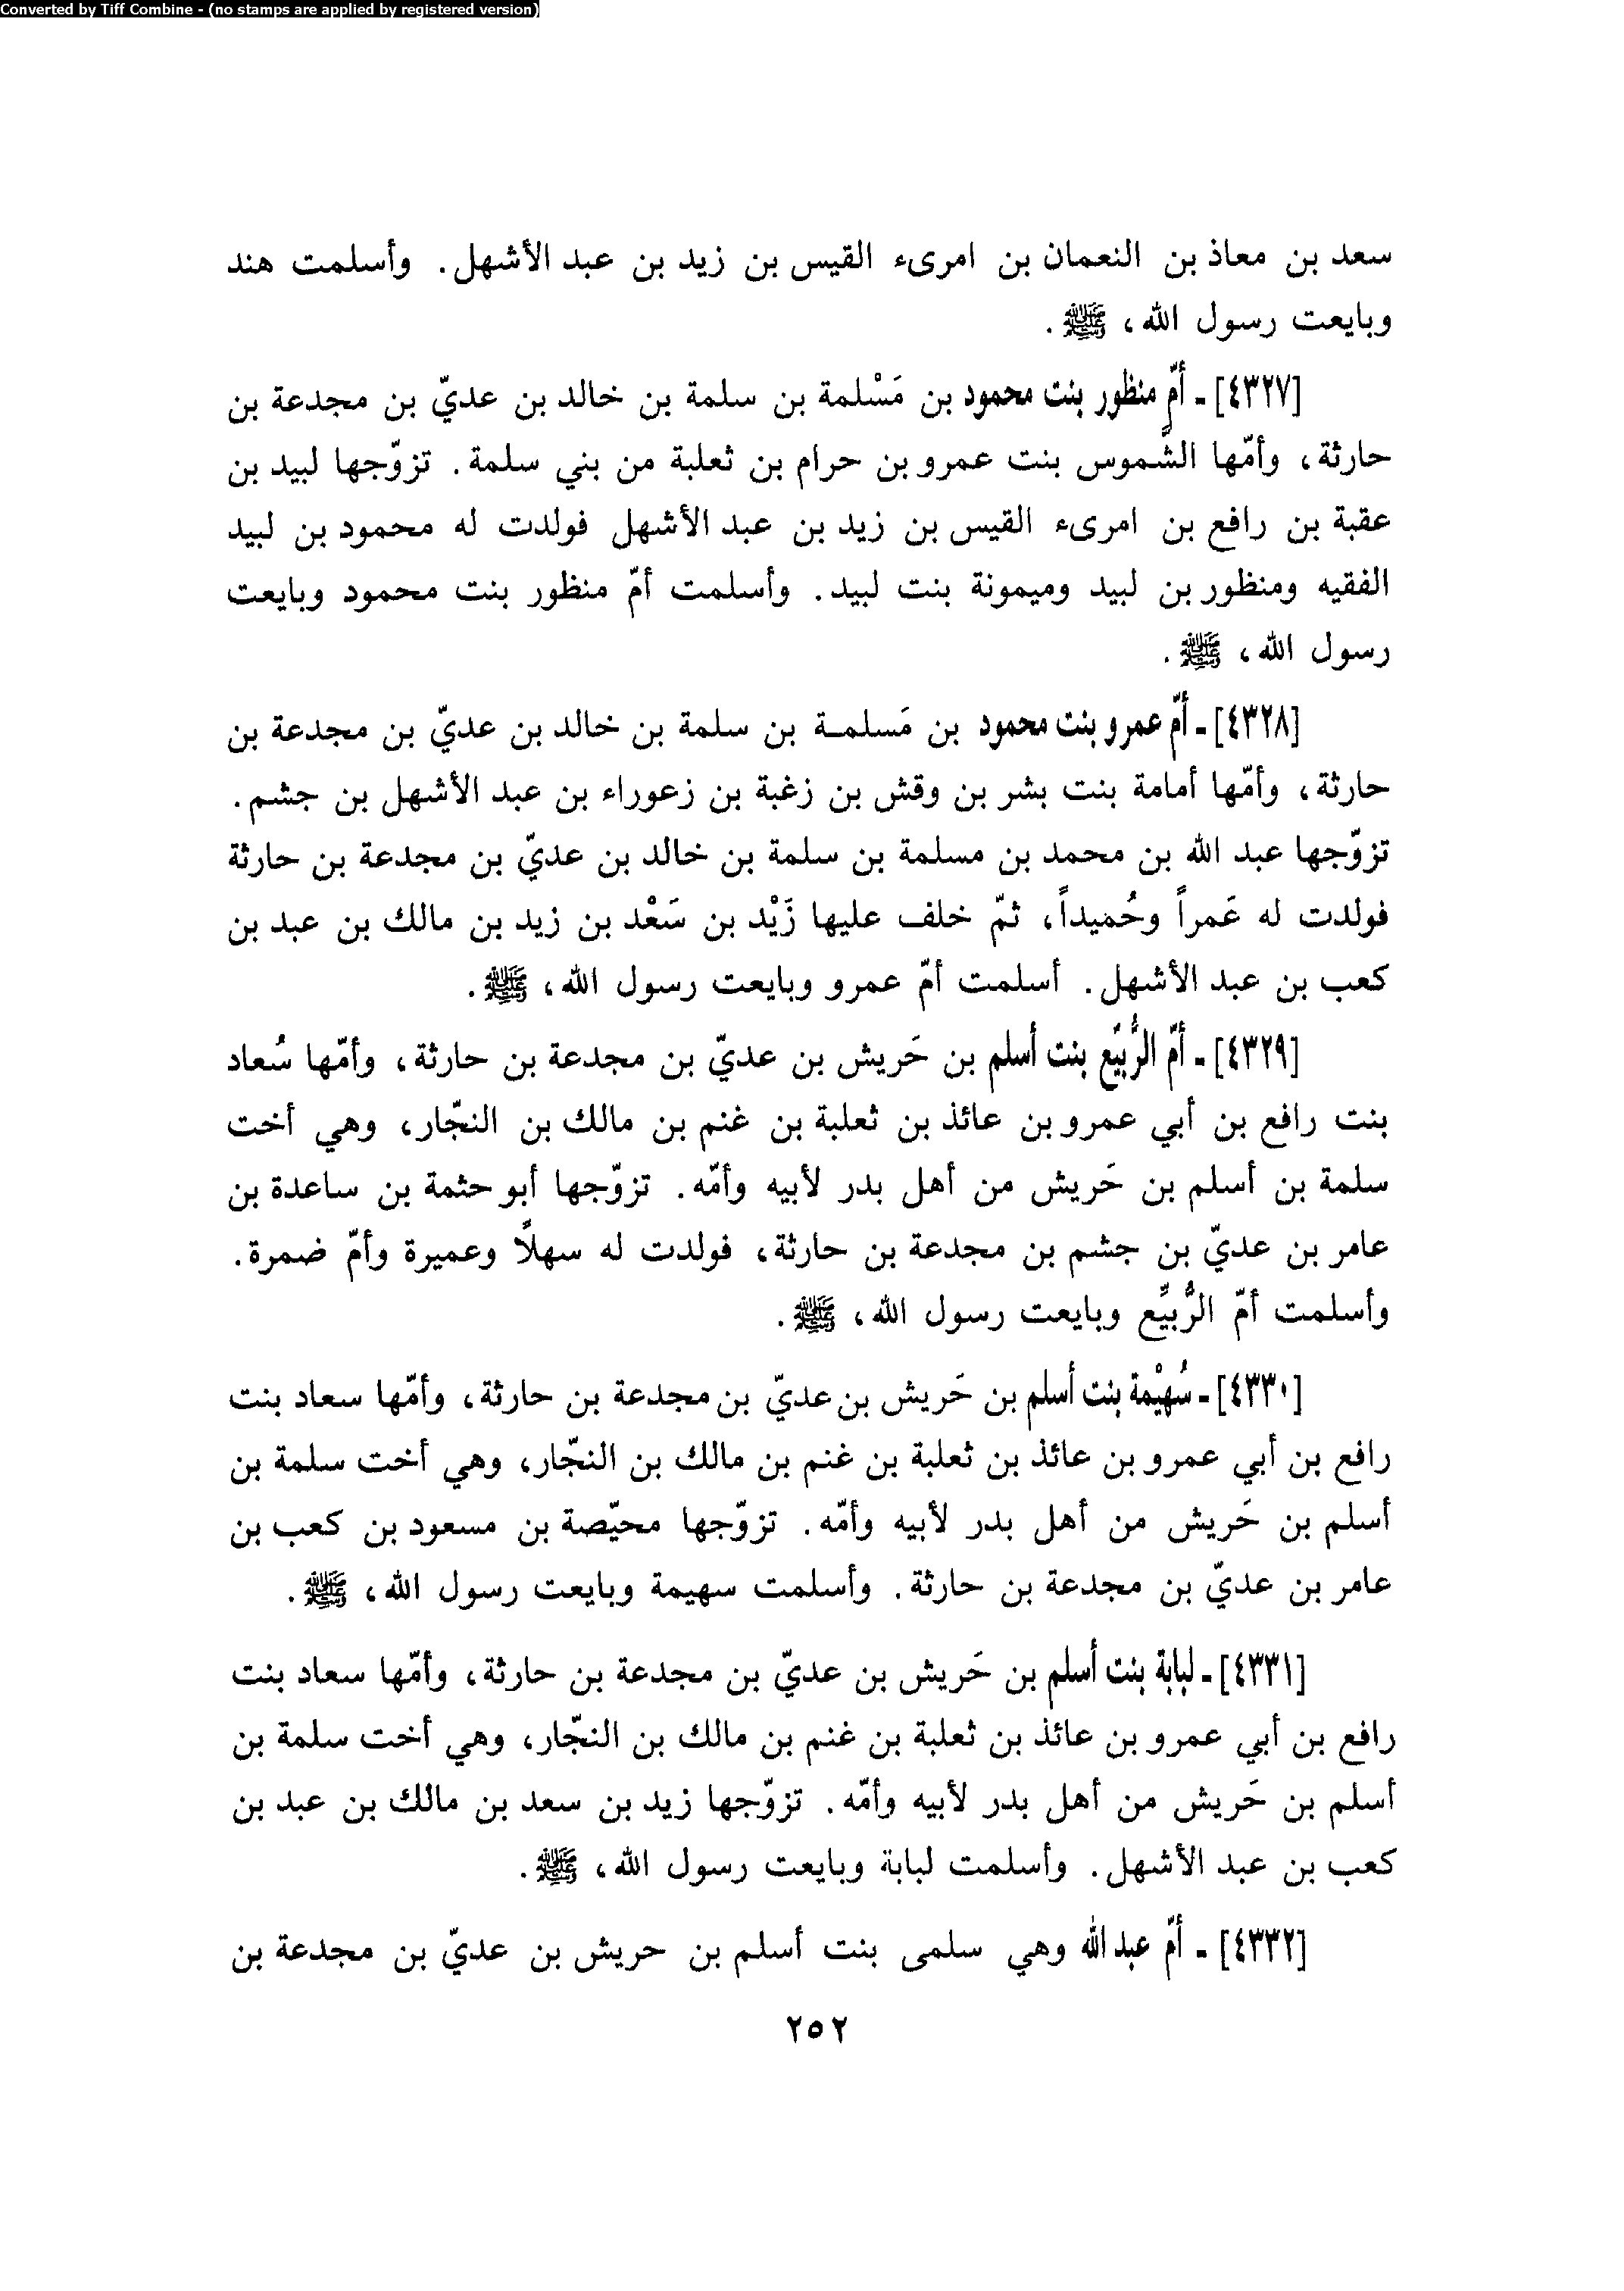 Converted by Tiff Combine - (no stamps are applied by registered version)
سعد بن معاذ بن النعمان بن امرىء القيس بن زيد بن عبد الأشهل. وأسلمت هند
وبايعت رسول الله، ﷺ.
[٤٣٢٧] - أمّ منظور بنت محمود بن مَسْلمة بن سلمة بن خالد بن عديّ بن مجدعة بن
حارثة، وأمّها الشَّموس بنت عمرو بن حرام بن ثعلبة من بني سلمة. تزوّجها لبيد بن
عقبة بن رافع بن امرىء القيس بن زيد بن عبد الأشهل فولدت له محمود بن لبيد
الفقيه ومنظور بن لبيد وميمونة بنت لبيد. وأسلمت أمّ منظور بنت محمود وبايعت
رسول الله، ﷺ.
[٤٣٢٨] - أمّ عمرو بنت محمود بن مَسلمة بن سلمة بن خالد بن عديّ بن مجدعة بن
حارثة، وأمّها أمامة بنت بشر بن وقش بن زغبة بن زعوراء بن عبد الأشهل بن جشم.
تزوّجها عبد الله بن محمد بن مسلمة بن سلمة بن خالد بن عديّ بن مجدعة بن حارثة
فولدت له عَمراً وحُميداً، ثمّ خلف عليها زَيْد بن سَعْد بن زيد بن مالك بن عبد بن
كعب بن عبد الأشهل. أسلمت أمّ عمرو وبايعت رسول الله، ﷺ.
[٤٣٢٩] - أمّ الرُّبيّع بنت أسلم بن حَريش بن عديّ بن مجدعة بن حارثة، وأمّها سُعاد
بنت رافع بن أبي عمرو بن عائذ بن ثعلبة بن غنم بن مالك بن النجّار، وهي أخت
سلمة بن أسلم بن حَريش من أهل بدر لأبيه وأمّه. تزوّجها أبو حثمة بن ساعدة بن
عامر بن عديّ بن جشم بن مجدعة بن حارثة، فولدت له سهلًا وعميرة وأمّ ضمرة.
وأسلمت أمّ الرُّبيِّع وبايعت رسول الله، ﷺ.
[٤٣٣٠] - سُهيْمة بنت أسلم بن حَريش بن عديّ بن مجدعة بن حارثة، وأمّها سعاد بنت
رافع بن أبي عمرو بن عائذ بن ثعلبة بن غنم بن مالك بن النجّار، وهي أخت سلمة بن
أسلم بن حَريش من أهل بدر لأبيه وأمّه. تزوّجها محيّصة بن مسعود بن كعب بن
عامر بن عديّ بن مجدعة بن حارثة. وأسلمت سهيمة وبايعت رسول الله، ﷺ.
[٤٣٣١] - لبابة بنت أسلم بن حَريش بن عديّ بن مجدعة بن حارثة، وأمّها سعاد بنت
رافع بن أبي عمرو بن عائذ بن ثعلبة بن غنم بن مالك بن النجّار، وهي أخت سلمة بن
أسلم بن حَريش من أهل بدر لأبيه وأمّه. تزوّجها زيد بن سعد بن مالك بن عبد بن
كعب بن عبد الأشهل. وأسلمت لبابة وبايعت رسول الله، ﷺ.
[٤٣٣٢] - أمّ عبد الله وهي سلمى بنت أسلم بن حريش بن عديّ بن مجدعة بن
٢٥٢